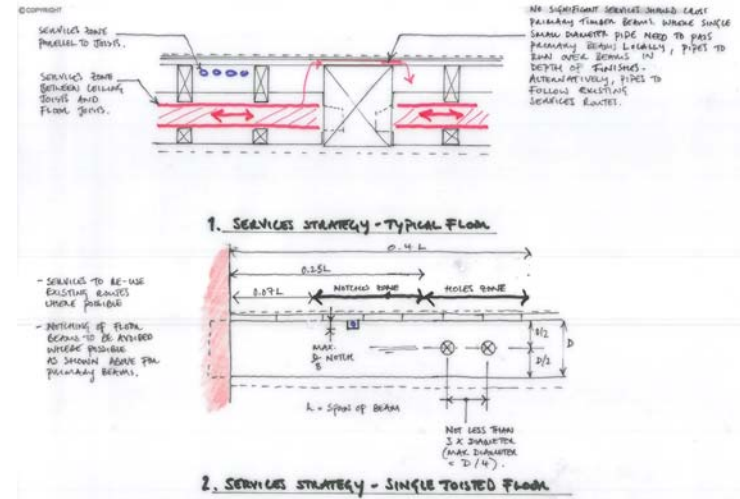 © COPYRIGHT
SERVICES ZONE
PARALLEL TO JOISTS.
SERVICES ZONE
BETWEEN CEILING
JOISTS AND
FLOOR JOISTS.
NO SIGNIFICANT SERVICES SHOULD CROSS
PRIMARY TIMBER BEAMS. WHERE SINGLE
SMALL DIAMETER PIPE NEED TO PASS
PRIMARY BEAMS LOCALLY, PIPES TO
RUN OVER BEAMS IN
DEPTH OF FINISHES.
ALTERNATIVELY, PIPES TO
FOLLOW EXISTING
SERVICES ROUTES.
1. SERVICES STRATEGY - TYPICAL FLOOR
0.4 L
0.25L
0.07L
NOTCHES ZONE
HOLES ZONE
- SERVICES TO RE-USE
EXISTING ROUTES
WHERE POSSIBLE
- NOTCHING OF FLOOR
BEAMS TO BE AVOIDED
WHERE POSSIBLE
AS SHOWN ABOVE FOR
PRIMARY BEAMS.
MAX.
D/8 NOTCH
D/2
D/2
D
L = SPAN OF BEAM
NOT LESS THAN
3 X DIAMETER
(MAX DIAMETER
= D/4).
2. SERVICES STRATEGY - SINGLE JOISTED FLOOR